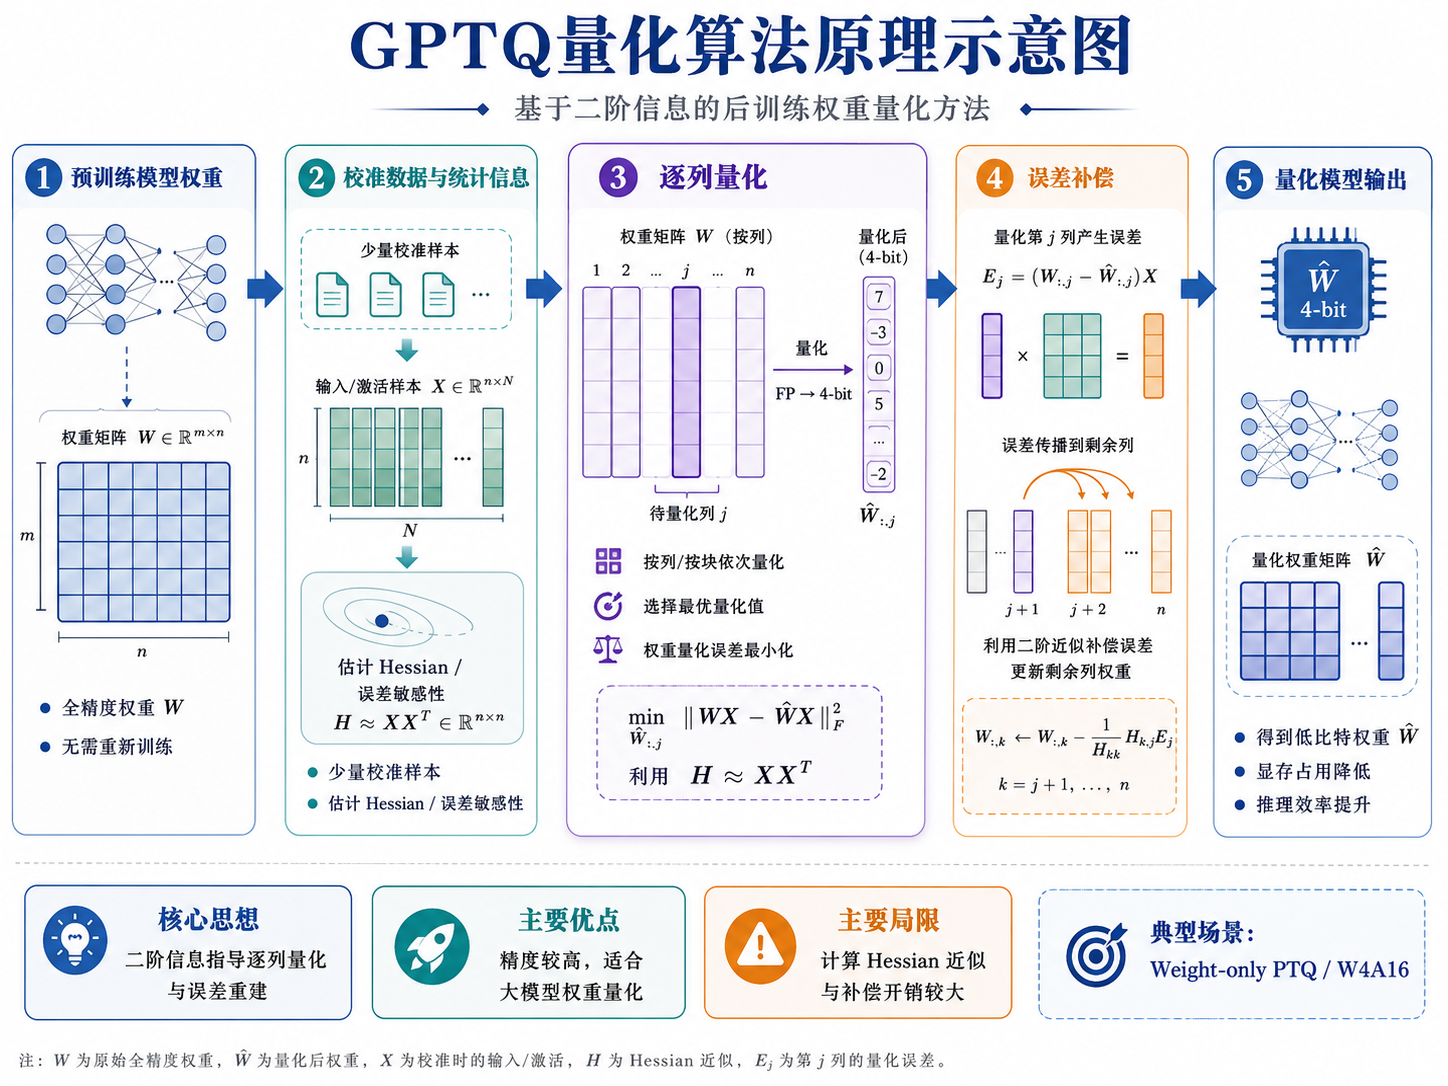 GPTQ量化算法原理示意图
基于二阶信息的后训练权重量化方法
1 预训练模型权重
...
权重矩阵 W ∈ ℝ^{m×n}
m
n
全精度权重 W
无需重新训练
2 校准数据与统计信息
少量校准样本
...
输入/激活样本 X ∈ ℝ^{n×N}
n
...
N
估计 Hessian /
误差敏感性
H ≈ XX^T ∈ ℝ^{n×n}
少量校准样本
估计 Hessian / 误差敏感性
3 逐列量化
权重矩阵 W（按列）
1 2 ... j ... n
待量化列 j
量化
FP → 4-bit
量化后
（4-bit）
7
-3
0
5
...
-2
Ŵ_{:,j}
按列/按块依次量化
选择最优量化值
权重量化误差最小化
min_{Ŵ_{:,j}} ‖WX − ŴX‖_F^2
利用 H ≈ XX^T
4 误差补偿
量化第 j 列产生误差
E_j = (W_{:,j} − Ŵ_{:,j})X
× =
误差传播到剩余列
... ...
j + 1 j + 2 n
利用二阶近似补偿误差
更新剩余列权重
W_{:,k} ← W_{:,k} − \frac{1}{H_{kk}} H_{k,j}E_j
k = j + 1, ..., n
5 量化模型输出
Ŵ
4-bit
...
量化权重矩阵 Ŵ
...
得到低比特权重 Ŵ
显存占用降低
推理效率提升
核心思想
二阶信息指导逐列量化
与误差重建
主要优点
精度较高，适合
大模型权重量化
主要局限
计算 Hessian 近似
与补偿开销较大
典型场景：
Weight-only PTQ / W4A16
注：W 为原始全精度权重，Ŵ 为量化后权重，X 为校准时的输入/激活，H 为 Hessian 近似，E_j 为第 j 列的量化误差。